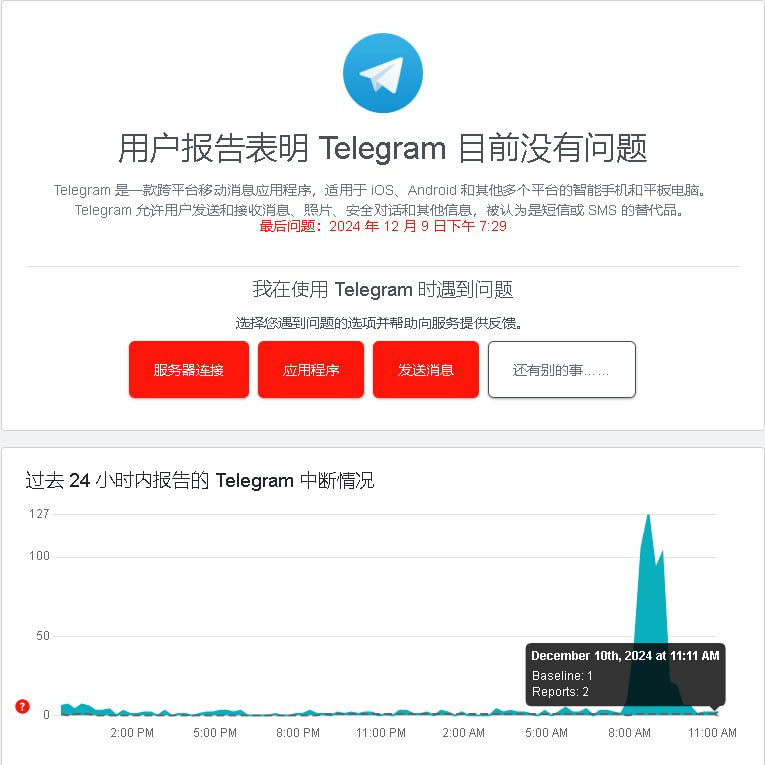 用户报告表明 Telegram 目前没有问题
Telegram 是一款跨平台移动消息应用程序，适用于 iOS、Android 和其他多个平台的智能手机和平板电脑。
Telegram 允许用户发送和接收消息、照片、安全对话和其他信息，被认为是短信或 SMS 的替代品。
最后问题：2024 年 12 月 9 日下午 7:29
我在使用 Telegram 时遇到问题
选择您遇到问题的选项并帮助向服务提供反馈。
服务器连接 应用程序 发送消息 还有别的事……
过去 24 小时内报告的 Telegram 中断情况
127
100
50
December 10th, 2024 at 11:11 AM
Baseline: 1
Reports: 2
? 0
2:00 PM 5:00 PM 8:00 PM 11:00 PM 2:00 AM 5:00 AM 8:00 AM 11:00 AM